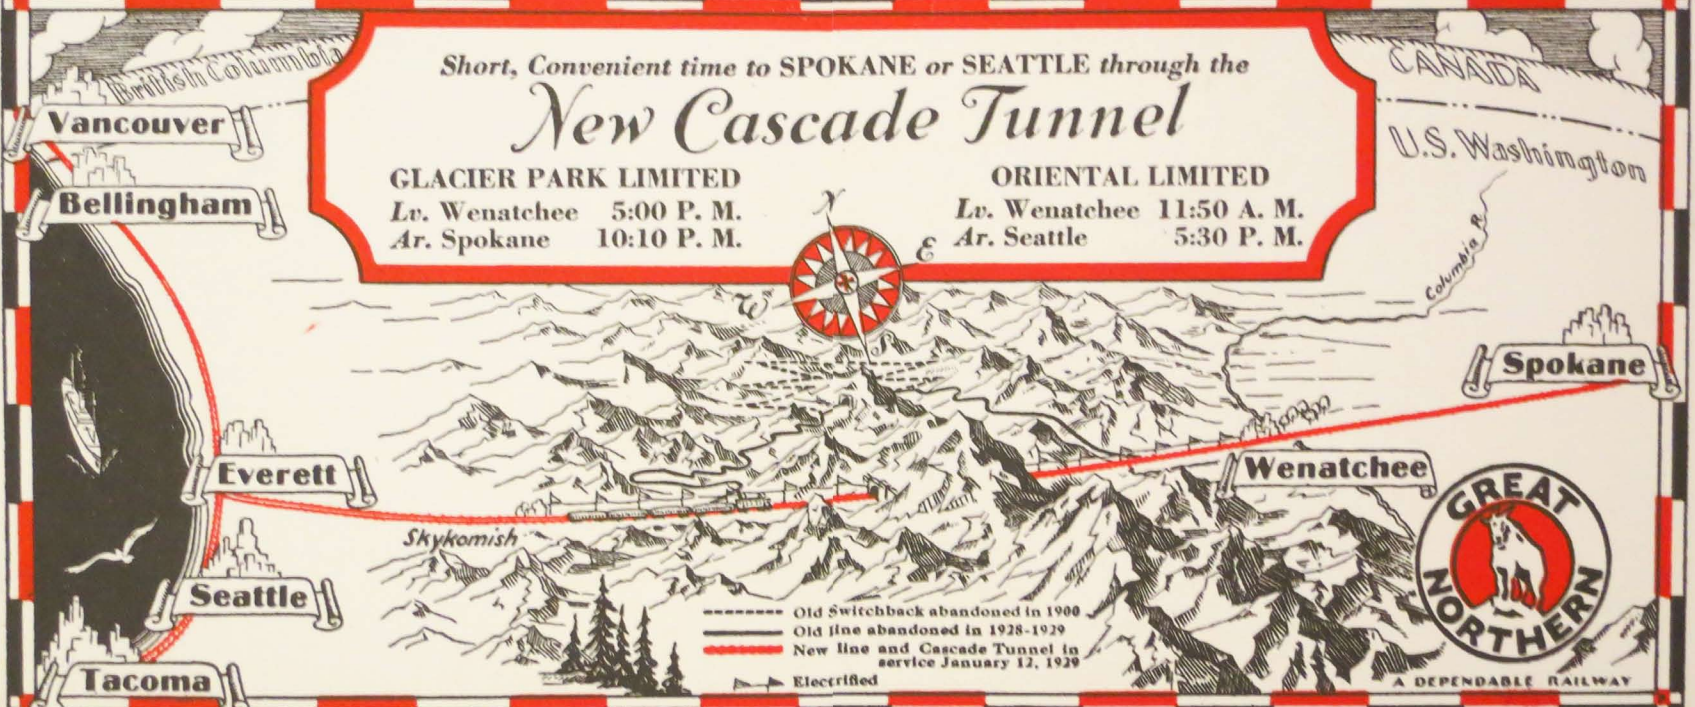 Short, Convenient time to SPOKANE or SEATTLE through the
New Cascade Tunnel
GLACIER PARK LIMITED
Lv. Wenatchee 5:00 P. M.
Ar. Spokane 10:10 P. M.
ORIENTAL LIMITED
Lv. Wenatchee 11:50 A. M.
Ar. Seattle 5:30 P. M.
British Columbia
CANADA
U.S. Washington
Vancouver
Bellingham
N
E
W
S
Columbia R.
Spokane
Everett
Wenatchee
Skykomish
Seattle
Tacoma
Old Switchback abandoned in 1900
Old line abandoned in 1928-1929
New line and Cascade Tunnel in
service January 12, 1929
Electrified
GREAT
NORTHERN
A DEPENDABLE RAILWAY